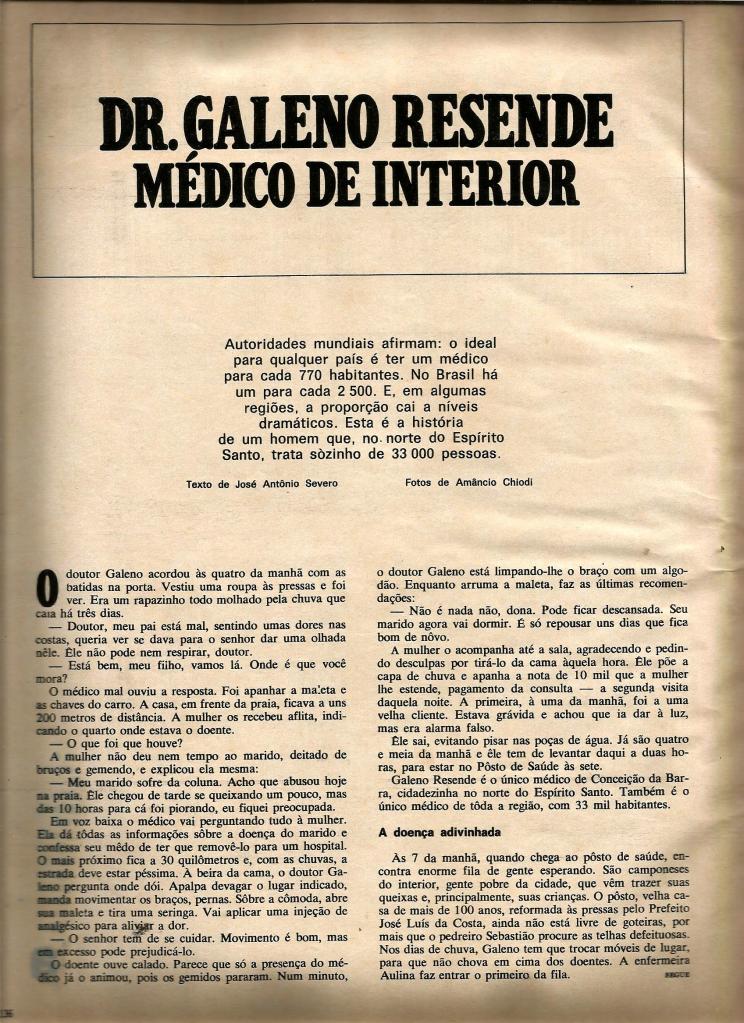 DR. GALENO RESENDE
MÉDICO DE INTERIOR
Autoridades mundiais afirmam: o ideal
para qualquer país é ter um médico
para cada 770 habitantes. No Brasil há
um para cada 2 500. E, em algumas
regiões, a proporção cai a níveis
dramáticos. Esta é a história
de um homem que, no norte do Espírito
Santo, trata sòzinho de 33 000 pessoas.
Texto de José Antônio Severo
Fotos de Amâncio Chiodi
O doutor Galeno acordou às quatro da manhã com as
batidas na porta. Vestiu uma roupa às pressas e foi
ver. Era um rapazinho todo molhado pela chuva que
caía há três dias.
— Doutor, meu pai está mal, sentindo umas dores nas
costas, queria ver se dava para o senhor dar uma olhada
nêle. Êle não pode nem respirar, doutor.
— Está bem, meu filho, vamos lá. Onde é que você
mora?
O médico mal ouviu a resposta. Foi apanhar a maleta e
as chaves do carro. A casa, em frente da praia, ficava a uns
200 metros de distância. A mulher os recebeu aflita, indi-
cando o quarto onde estava o doente.
— O que foi que houve?
A mulher não deu nem tempo ao marido, deitado de
bruços e gemendo, e explicou ela mesma:
— Meu marido sofre da coluna. Acho que abusou hoje
na praia. Êle chegou de tarde se queixando um pouco, mas
das 10 horas para cá foi piorando, eu fiquei preocupada.
Em voz baixa o médico vai perguntando tudo à mulher.
Ela dá tôdas as informações sôbre a doença do marido e
confessa seu mêdo de ter que removê-lo para um hospital.
O mais próximo fica a 30 quilômetros e, com as chuvas, a
estrada deve estar péssima. À beira da cama, o doutor Ga-
leno pergunta onde dói. Apalpa devagar o lugar indicado,
manda movimentar os braços, pernas. Sôbre a cômoda, abre
sua maleta e tira uma seringa. Vai aplicar uma injeção de
analgésico para aliviar a dor.
— O senhor tem de se cuidar. Movimento é bom, mas
em excesso pode prejudicá-lo.
O doente ouve calado. Parece que só a presença do mé-
dico já o animou, pois os gemidos pararam. Num minuto,
o doutor Galeno está limpando-lhe o braço com um algo-
dão. Enquanto arruma a maleta, faz as últimas recomen-
dações:
— Não é nada não, dona. Pode ficar descansada. Seu
marido agora vai dormir. É só repousar uns dias que fica
bom de nôvo.
A mulher o acompanha até a sala, agradecendo e pedin-
do desculpas por tirá-lo da cama àquela hora. Êle põe a
capa de chuva e apanha a nota de 10 mil que a mulher
lhe estende, pagamento da consulta — a segunda visita
daquela noite. A primeira, à uma da manhã, foi a uma
velha cliente. Estava grávida e achou que ia dar à luz,
mas era alarma falso.
Êle sai, evitando pisar nas poças de água. Já são quatro
e meia da manhã e êle tem de levantar daqui a duas ho-
ras, para estar no Pôsto de Saúde às sete.
Galeno Resende é o único médico de Conceição da Bar-
ra, cidadezinha no norte do Espírito Santo. Também é o
único médico de tôda a região, com 33 mil habitantes.
A doença adivinhada
Às 7 da manhã, quando chega ao pôsto de saúde, en-
contra enorme fila de gente esperando. São camponeses
do interior, gente pobre da cidade, que vêm trazer suas
queixas e, principalmente, suas crianças. O pôsto, velha ca-
sa de mais de 100 anos, reformada às pressas pelo Prefeito
José Luís da Costa, ainda não está livre de goteiras, por
mais que o pedreiro Sebastião procure as telhas defeituosas.
Nos dias de chuva, Galeno tem que trocar móveis de lugar,
para que não chova em cima dos doentes. A enfermeira
Aulina faz entrar o primeiro da fila.
SEGUE
136